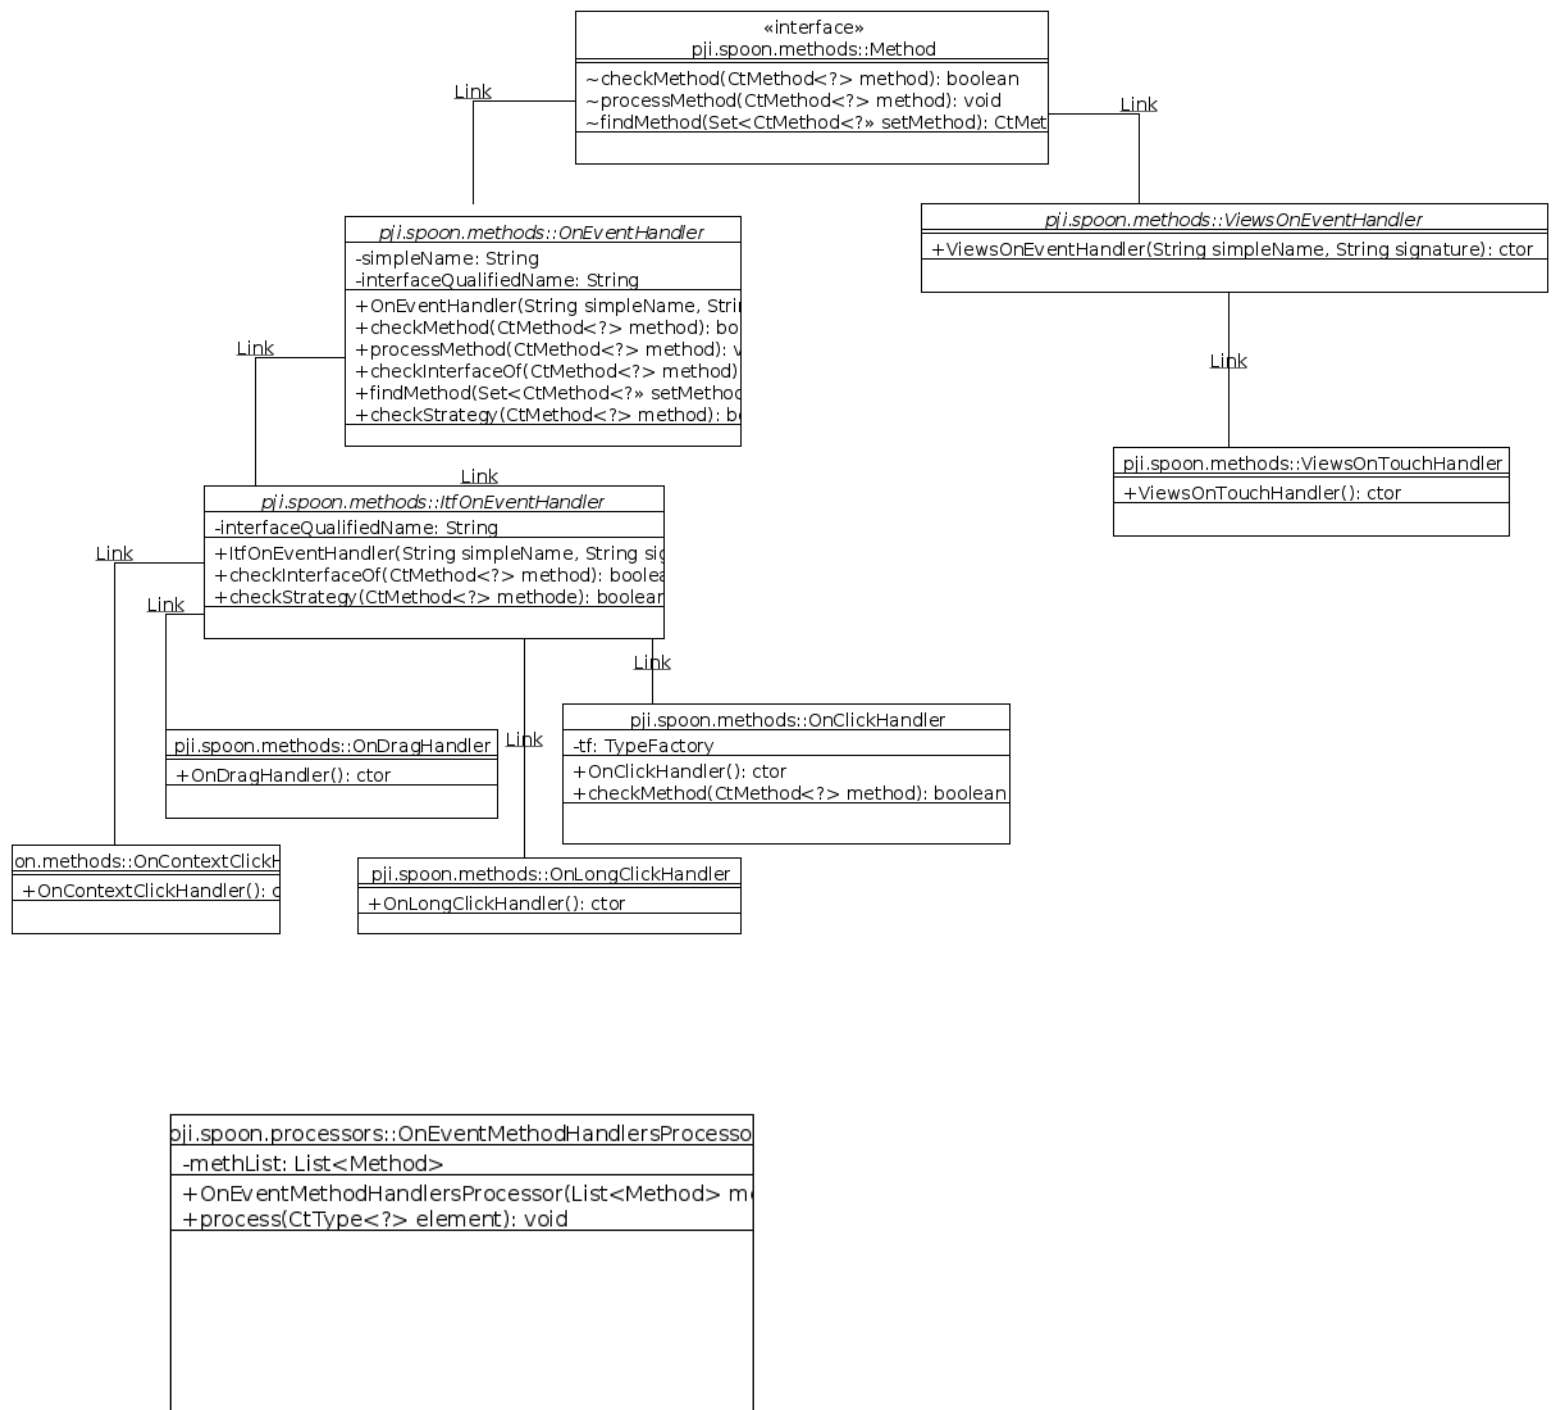 «interface»
pji.spoon.methods::Method
~checkMethod(CtMethod<?> method): boolean
~processMethod(CtMethod<?> method): void
~findMethod(Set<CtMethod<?» setMethod): CtMet
Link
Link
pji.spoon.methods::OnEventHandler
-simpleName: String
-interfaceQualifiedName: String
+OnEventHandler(String simpleName, Stri
+checkMethod(CtMethod<?> method): bo
+processMethod(CtMethod<?> method): v
+checkInterfaceOf(CtMethod<?> method)
+findMethod(Set<CtMethod<?» setMethod
+checkStrategy(CtMethod<?> method): b
pji.spoon.methods::ViewsOnEventHandler
+ViewsOnEventHandler(String simpleName, String signature): ctor
Link
Link
pji.spoon.methods::ViewsOnTouchHandler
+ViewsOnTouchHandler(): ctor
Link
pji.spoon.methods::ItfOnEventHandler
-interfaceQualifiedName: String
+ItfOnEventHandler(String simpleName, String sig
+checkInterfaceOf(CtMethod<?> method): boolea
+checkStrategy(CtMethod<?> methode): boolean
Link
Link
Link
Link
pji.spoon.methods::OnClickHandler
-tf: TypeFactory
+OnClickHandler(): ctor
+checkMethod(CtMethod<?> method): boolean
pji.spoon.methods::OnDragHandler
+OnDragHandler(): ctor
on.methods::OnContextClickH
+OnContextClickHandler(): c
pji.spoon.methods::OnLongClickHandler
+OnLongClickHandler(): ctor
pji.spoon.processors::OnEventMethodHandlersProcesso
-methList: List<Method>
+OnEventMethodHandlersProcessor(List<Method> me
+process(CtType<?> element): void